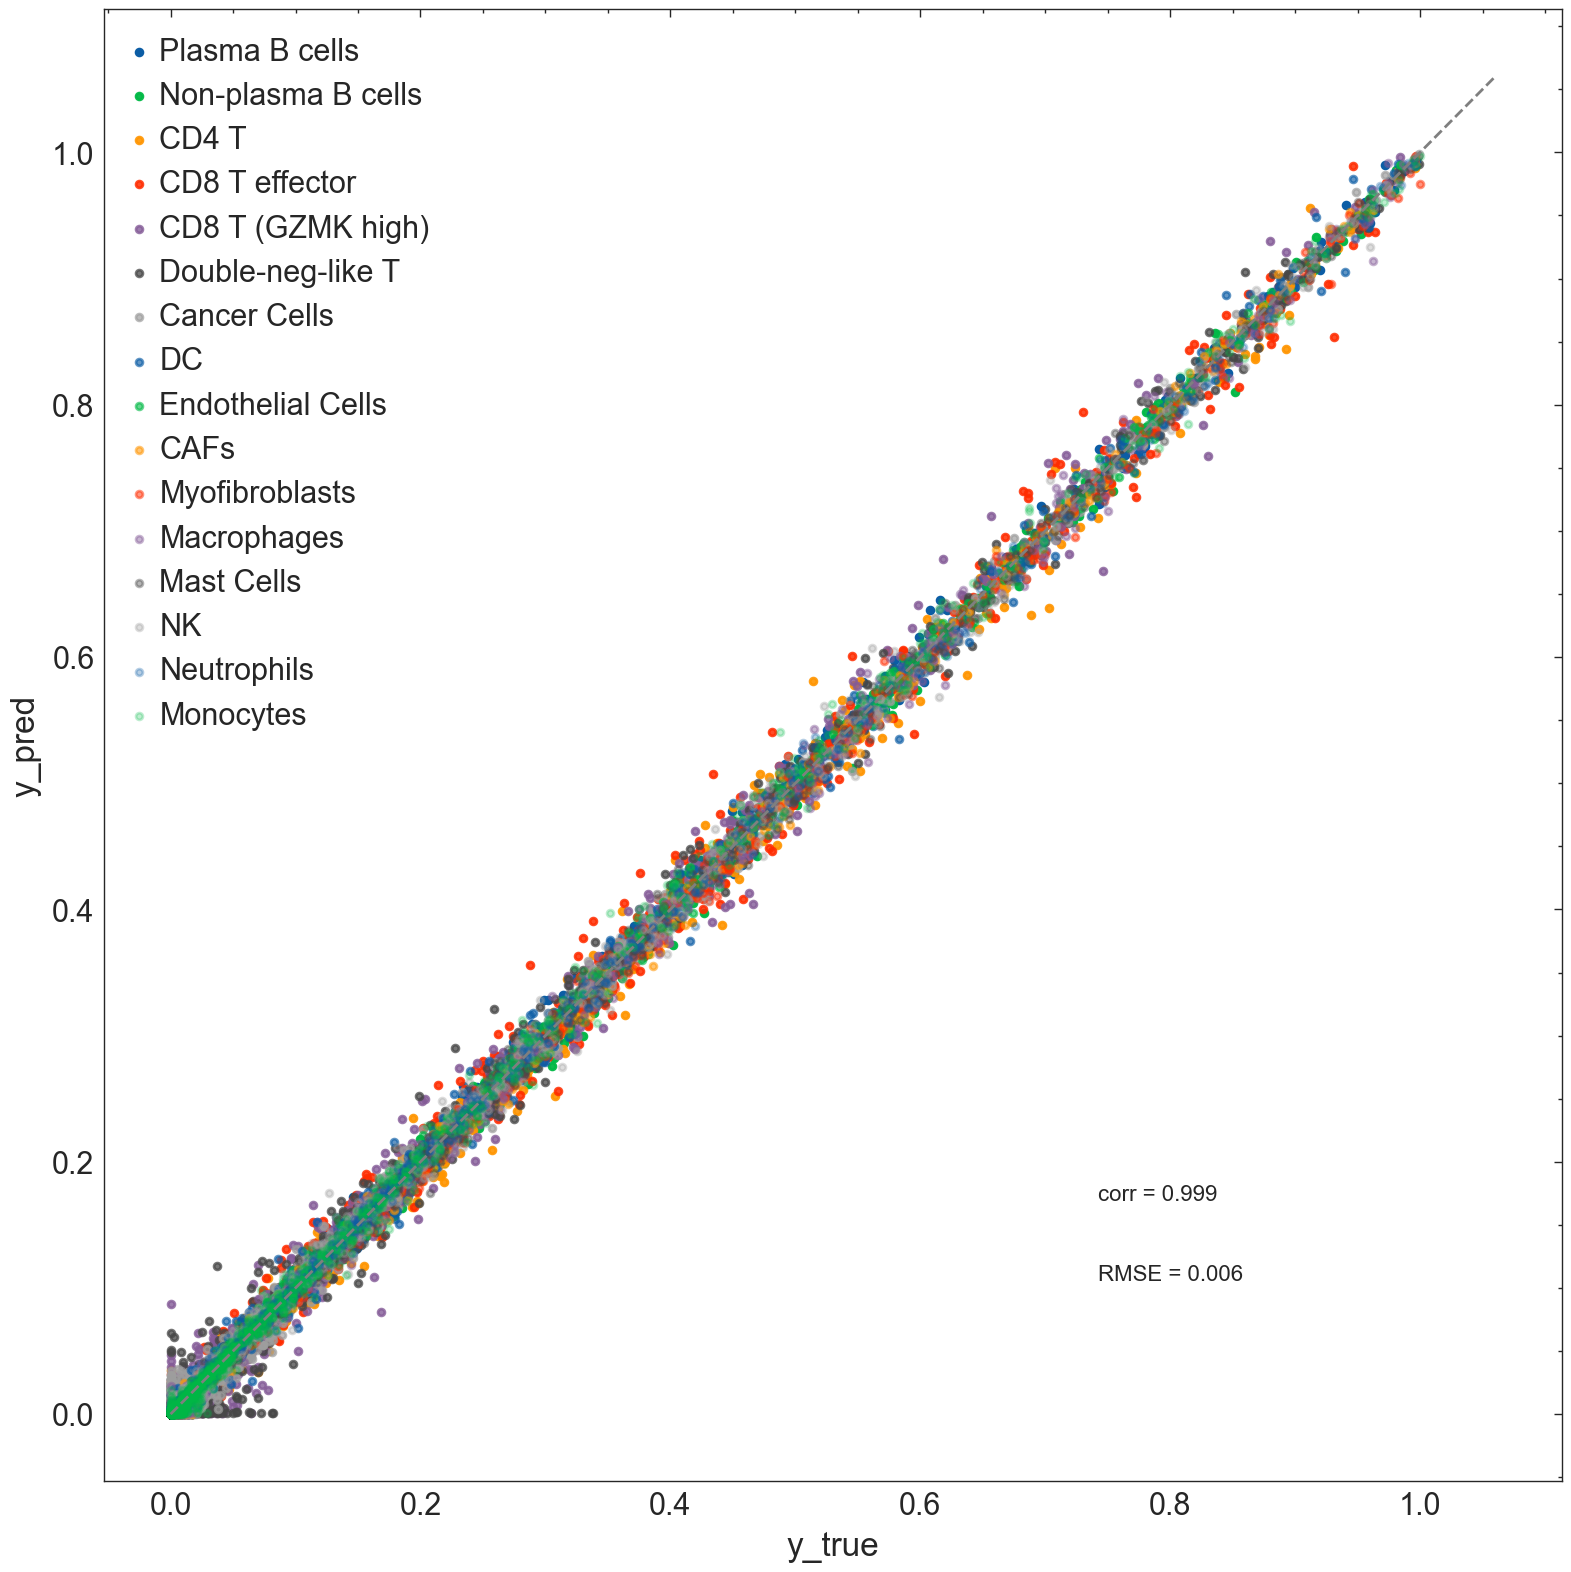 Plasma B cells
Non-plasma B cells
CD4 T
CD8 T effector
CD8 T (GZMK high)
Double-neg-like T
Cancer Cells
DC
Endothelial Cells
CAFs
Myofibroblasts
Macrophages
Mast Cells
NK
Neutrophils
Monocytes
y_pred
1.0
0.8
0.6
0.4
0.2
0.0
corr = 0.999
RMSE = 0.006
0.0 0.2 0.4 0.6 0.8 1.0
y_true